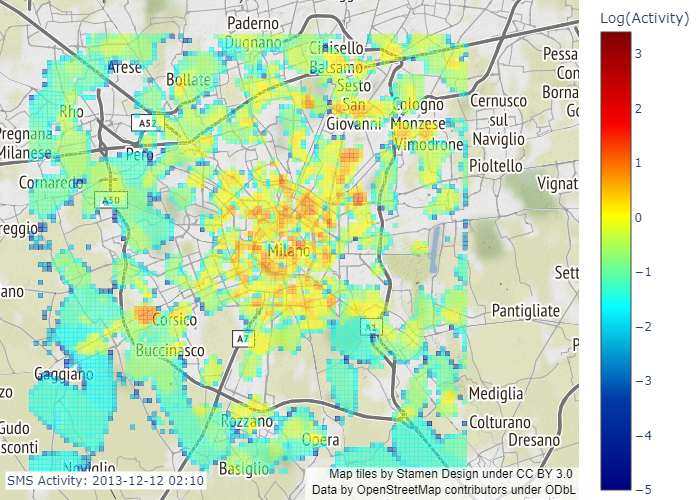 Log(Activity)
3
2
1
0
−1
−2
−3
−4
−5
Paderno
Dugnano
Cinisello
Balsamo
Sesto
San
Giovanni
Arese
Bollate
Rho
A52
Pero
Pregnana
Milanese
Cornaredo
A50
reggio
ano
Cologno
Monzese
Vimodrone
Cernusco
sul
Naviglio
Pioltello
Pessa
Con
Borna
Go
Vignat
Milano
Sett
Pantigliate
P
Corsico
Buccinasco
A7
A1
Gaggiano
zo
Gudo
sconti
Noviglio
Rozzano
Opera
Basiglio
Mediglia
Colturano
Dresano
SMS Activity: 2013-12-12 02:10
Map tiles by Stamen Design under CC BY 3.0
Data by OpenStreetMap contributors under ODbL